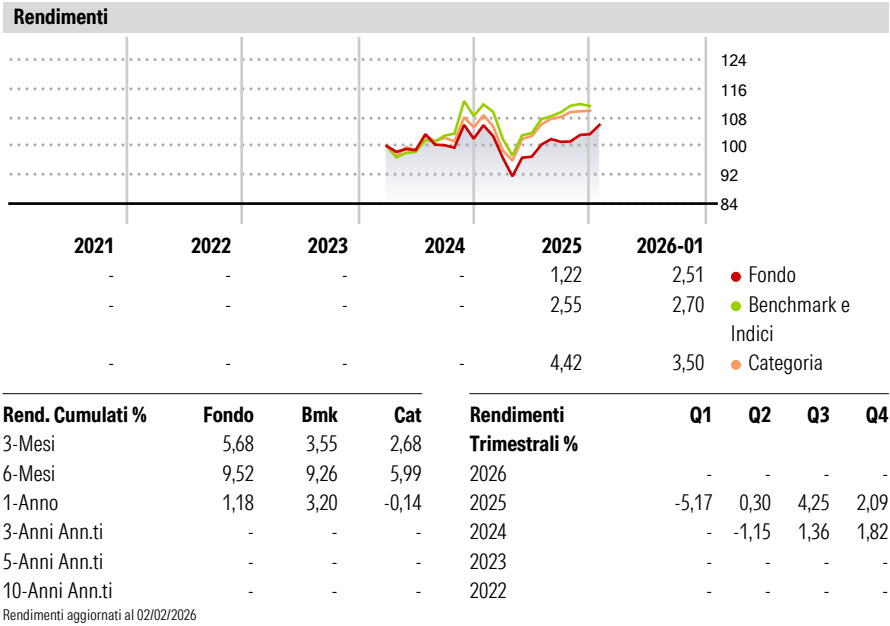 Rendimenti
124
116
108
100
92
84
2021 2022 2023 2024 2025 2026-01
- - - - 1,22 2,51 Fondo
- - - - 2,55 2,70 Benchmark e
Indici
- - - - 4,42 3,50 Categoria
Rend. Cumulati % Fondo Bmk Cat
3-Mesi 5,68 3,55 2,68
6-Mesi 9,52 9,26 5,99
1-Anno 1,18 3,20 -0,14
3-Anni Ann.ti - - -
5-Anni Ann.ti - - -
10-Anni Ann.ti - - -
Rendimenti Q1 Q2 Q3 Q4
Trimestrali %
2026 - - - -
2025 -5,17 0,30 4,25 2,09
2024 - -1,15 1,36 1,82
2023 - - - -
2022 - - - -
Rendimenti aggiornati al 02/02/2026